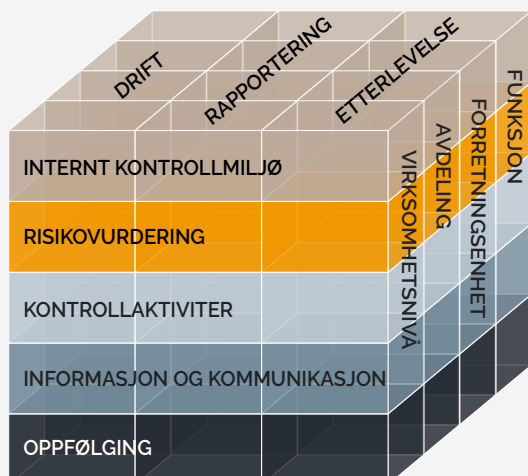 DRIFT
RAPPORTERING
ETTERLEVELSE
INTERNT KONTROLLMILJØ
RISIKOVURDERING
KONTROLLAKTIVITER
INFORMASJON OG KOMMUNIKASJON
OPPFØLGING
VIRKSOMHETSNIVÅ
AVDELING
FORRETNINGSENHET
FUNKSJON